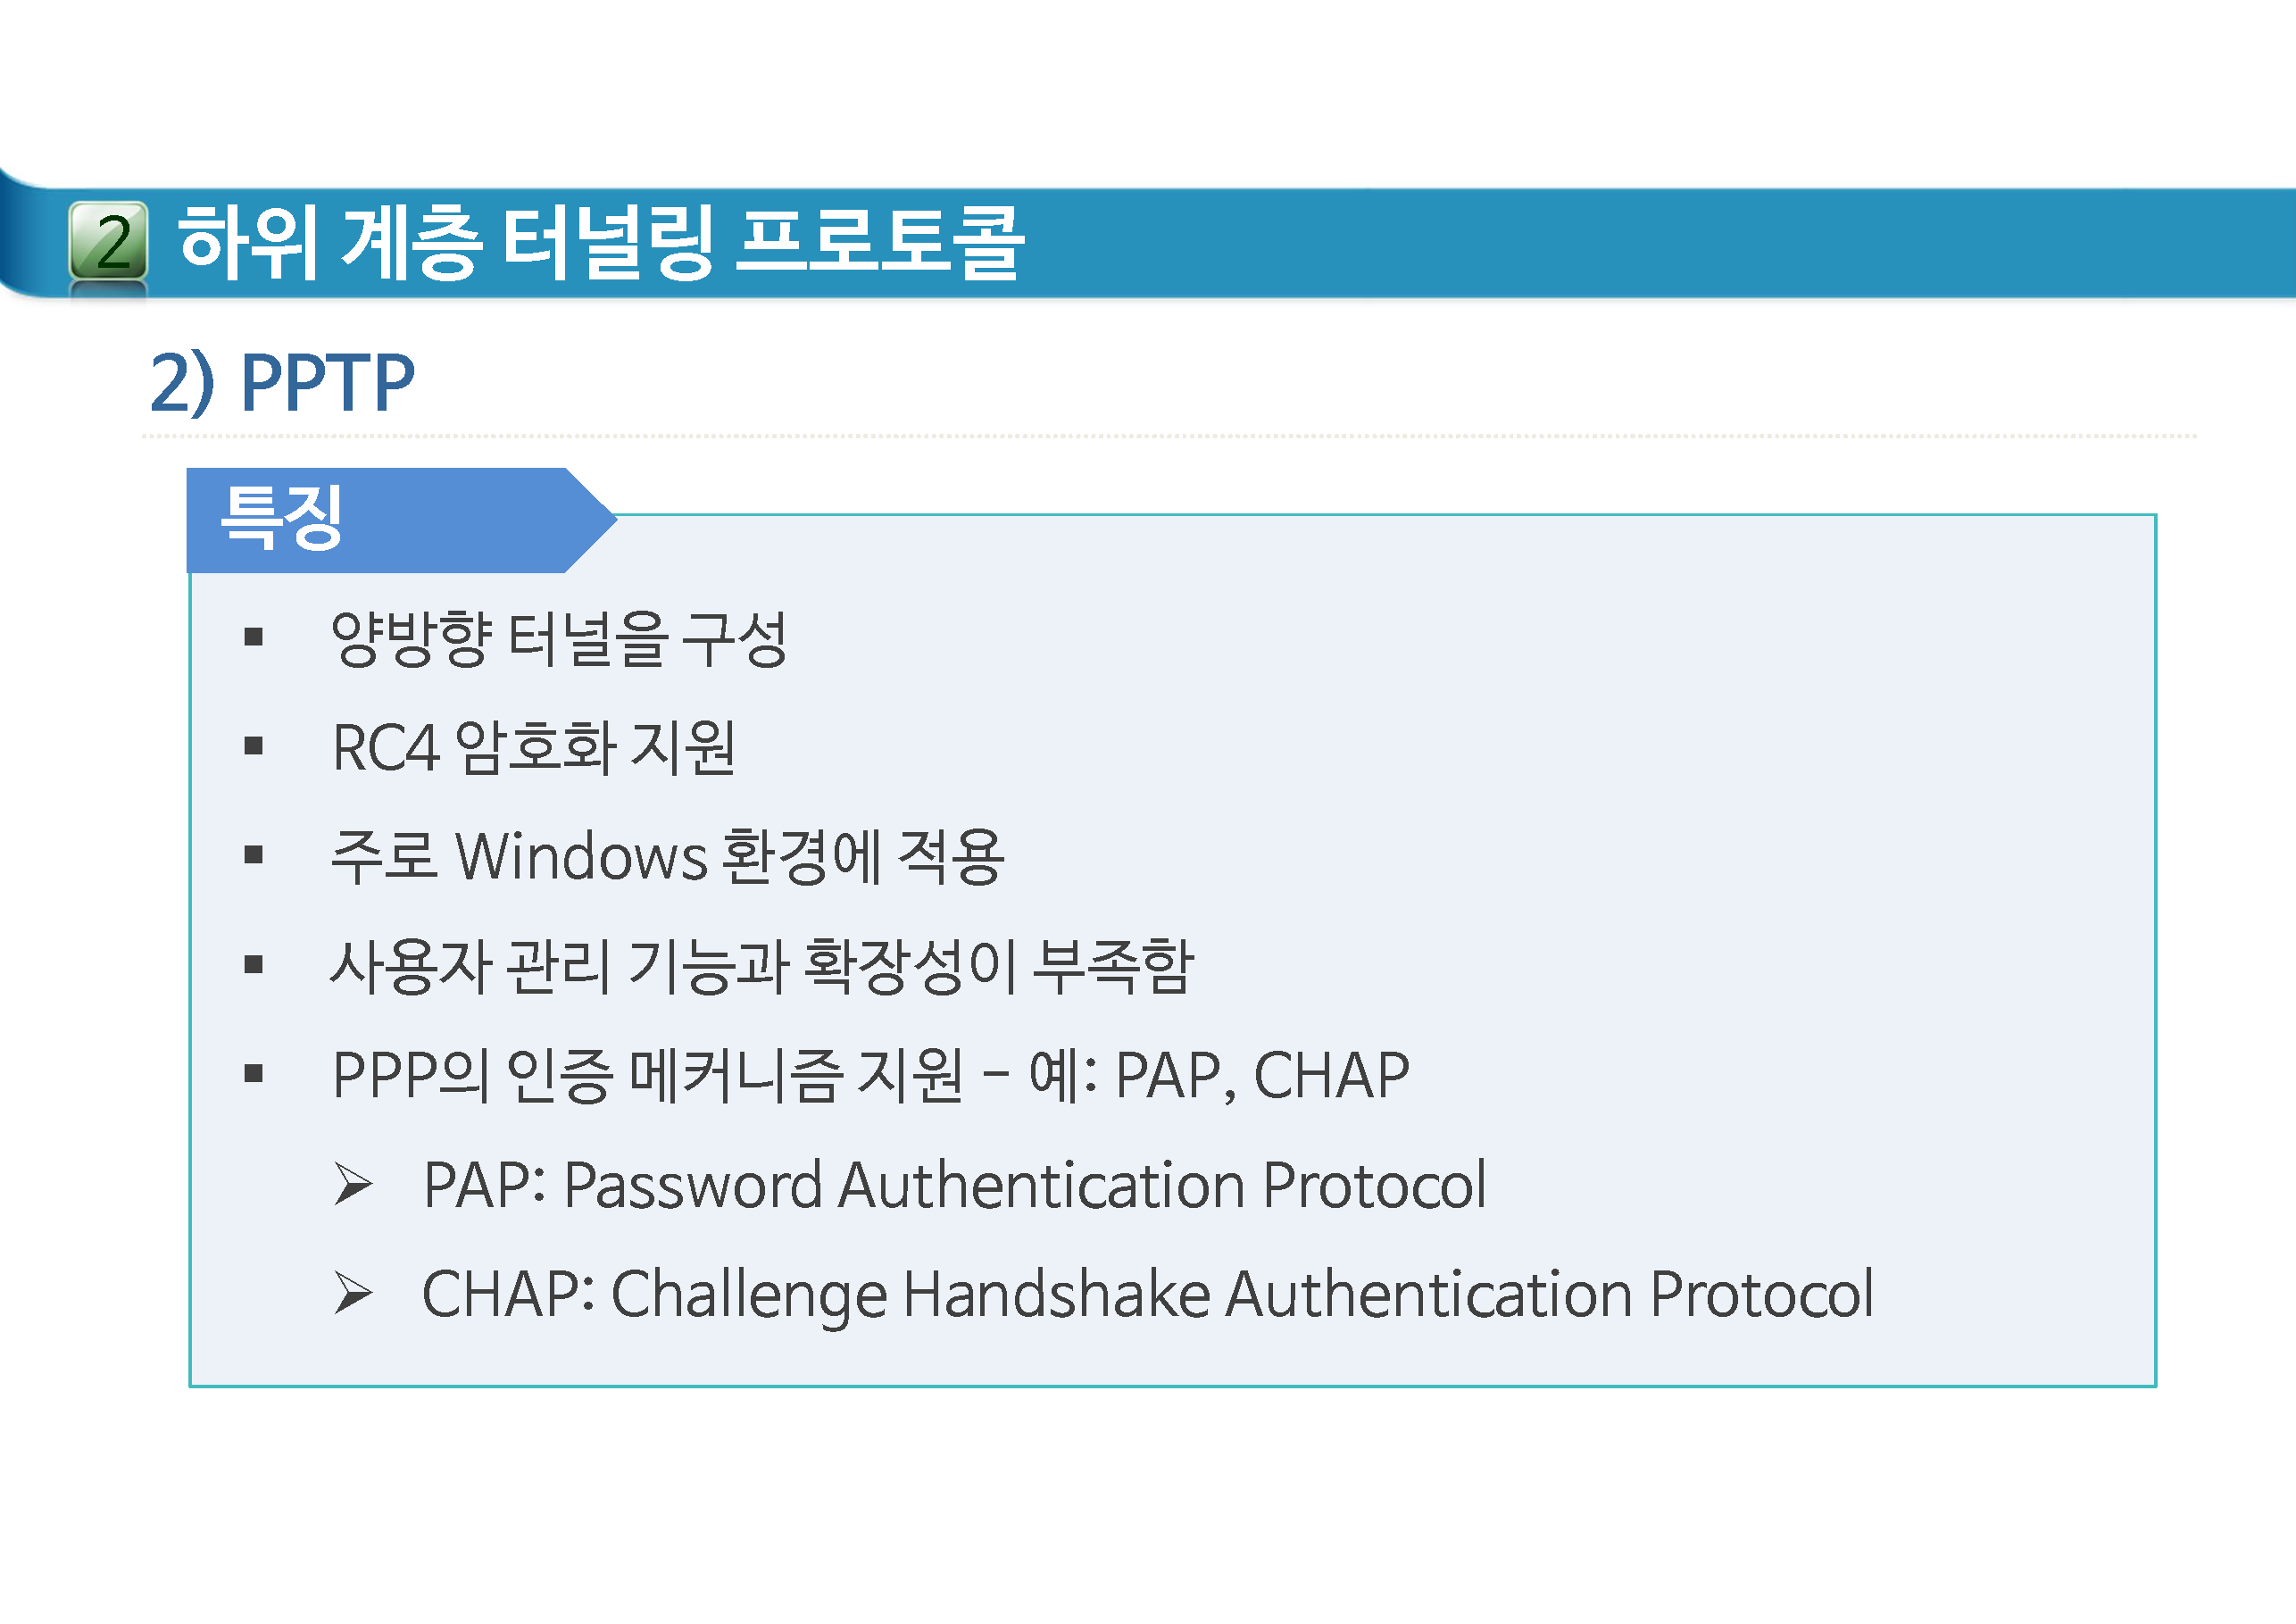 2 하위 계층 터널링 프로토콜
2) PPTP
특징
▪ 양방향 터널을 구성
▪ RC4 암호화 지원
▪ 주로 Windows 환경에 적용
▪ 사용자 관리 기능과 확장성이 부족함
▪ PPP의 인증 메커니즘 지원 – 예: PAP, CHAP
➢ PAP: Password Authentication Protocol
➢ CHAP: Challenge Handshake Authentication Protocol